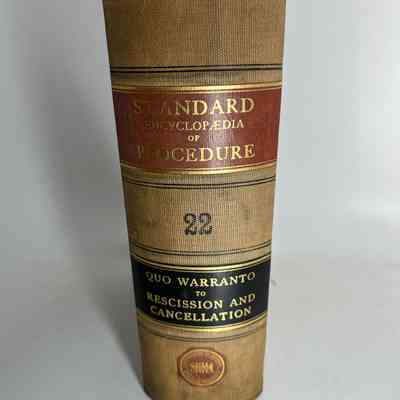 STANDARD
ENCYCLOPÆDIA
OF
PROCEDURE
22
QUO WARRANTO
TO
RESCISSION AND
CANCELLATION